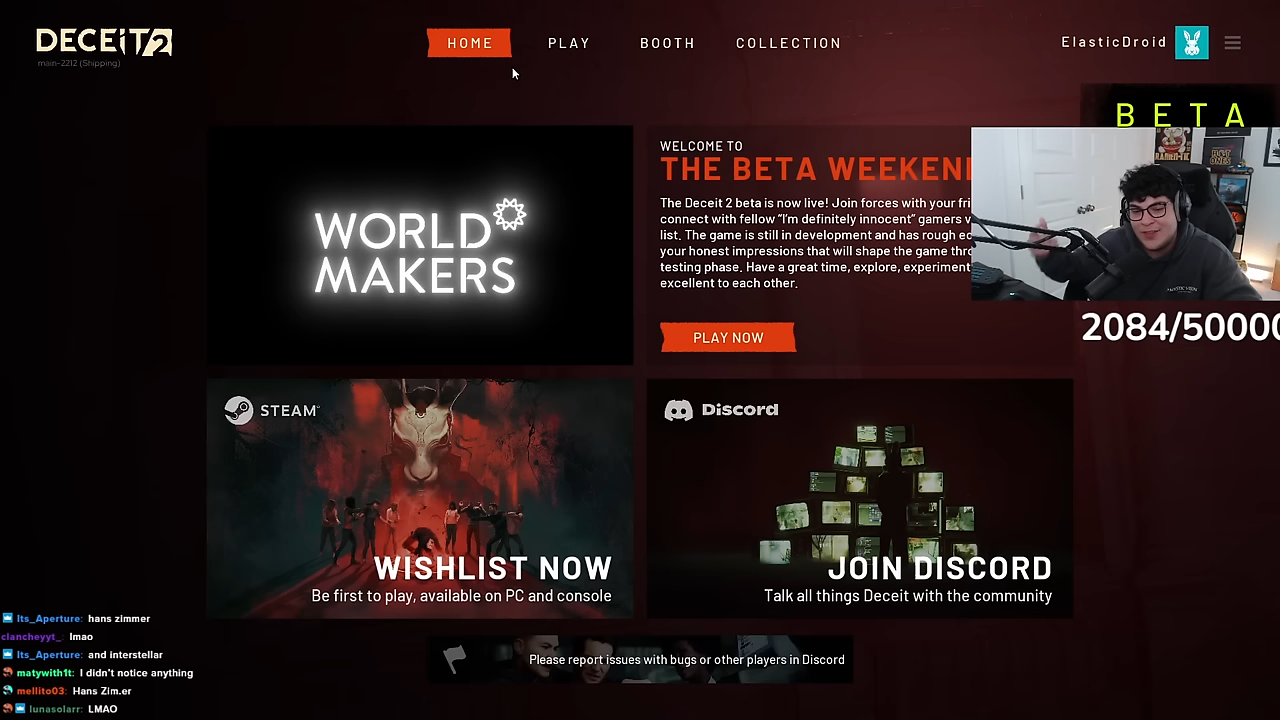 DECEIT2
main-2212 (Shipping)
HOME
PLAY
BOOTH
COLLECTION
ElasticDroid
BETA
WORLD
MAKERS
WELCOME TO
THE BETA WEEKEN
The Deceit 2 beta is now live! Join forces with your fri
connect with fellow “I’m definitely innocent” gamers
list. The game is still in development and has rough
your honest impressions that will shape the game thr
testing phase. Have a great time, explore, experiment
excellent to each other.
PLAY NOW
2084/50000
STEAM
WISHLIST NOW
Be first to play, available on PC and console
Discord
JOIN DISCORD
Talk all things Deceit with the community
Please report issues with bugs or other players in Discord
Its_Aperture: hans zimmer
clancheyyt_: lmao
Its_Aperture: and interstellar
matywith1t: I didn't notice anything
mellito03: Hans Zim.er
lunasolarr: LMAO